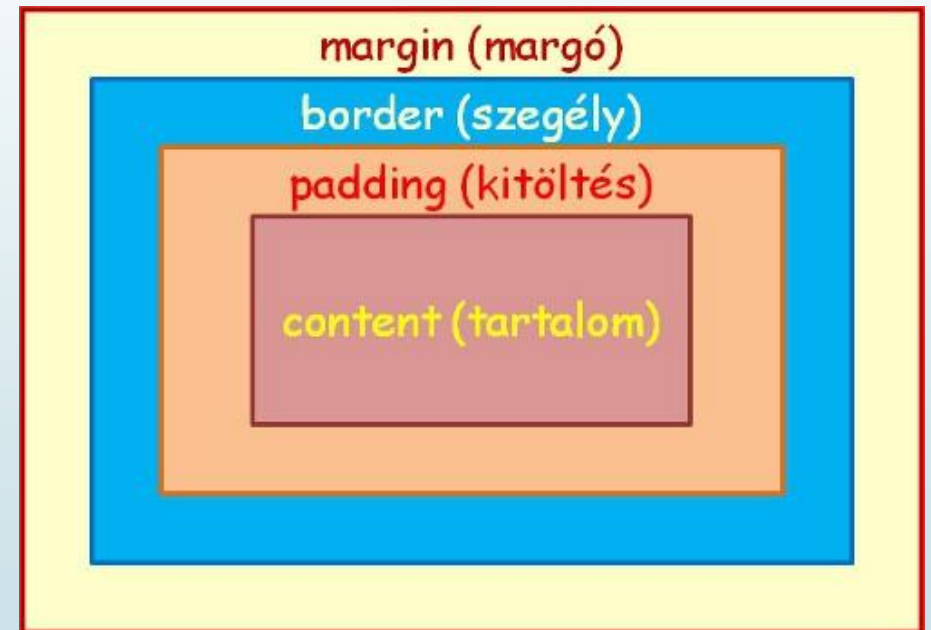 margin (margó)
border (szegély)
padding (kitöltés)
content (tartalom)